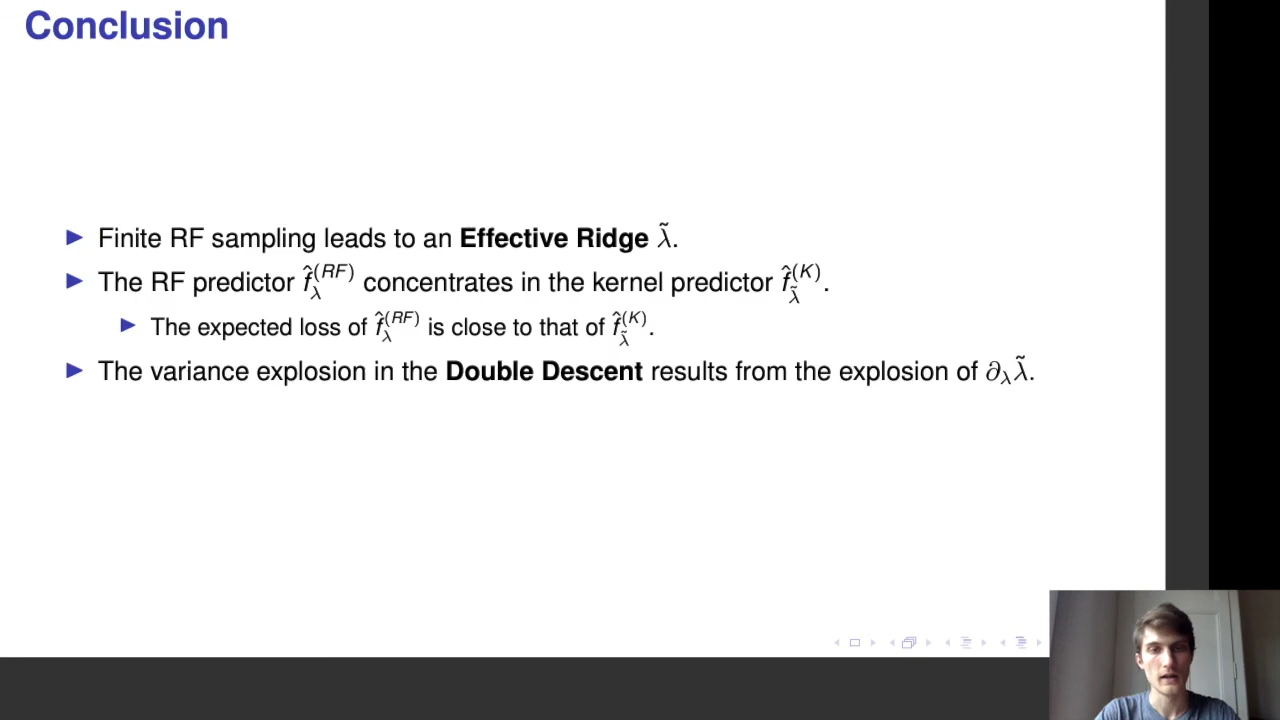 Conclusion
▶ Finite RF sampling leads to an Effective Ridge λ̃.
▶ The RF predictor f̂_λ^(RF) concentrates in the kernel predictor f̂_λ̃^(K).
▶ The expected loss of f̂_λ^(RF) is close to that of f̂_λ̃^(K).
▶ The variance explosion in the Double Descent results from the explosion of ∂_λ λ̃.